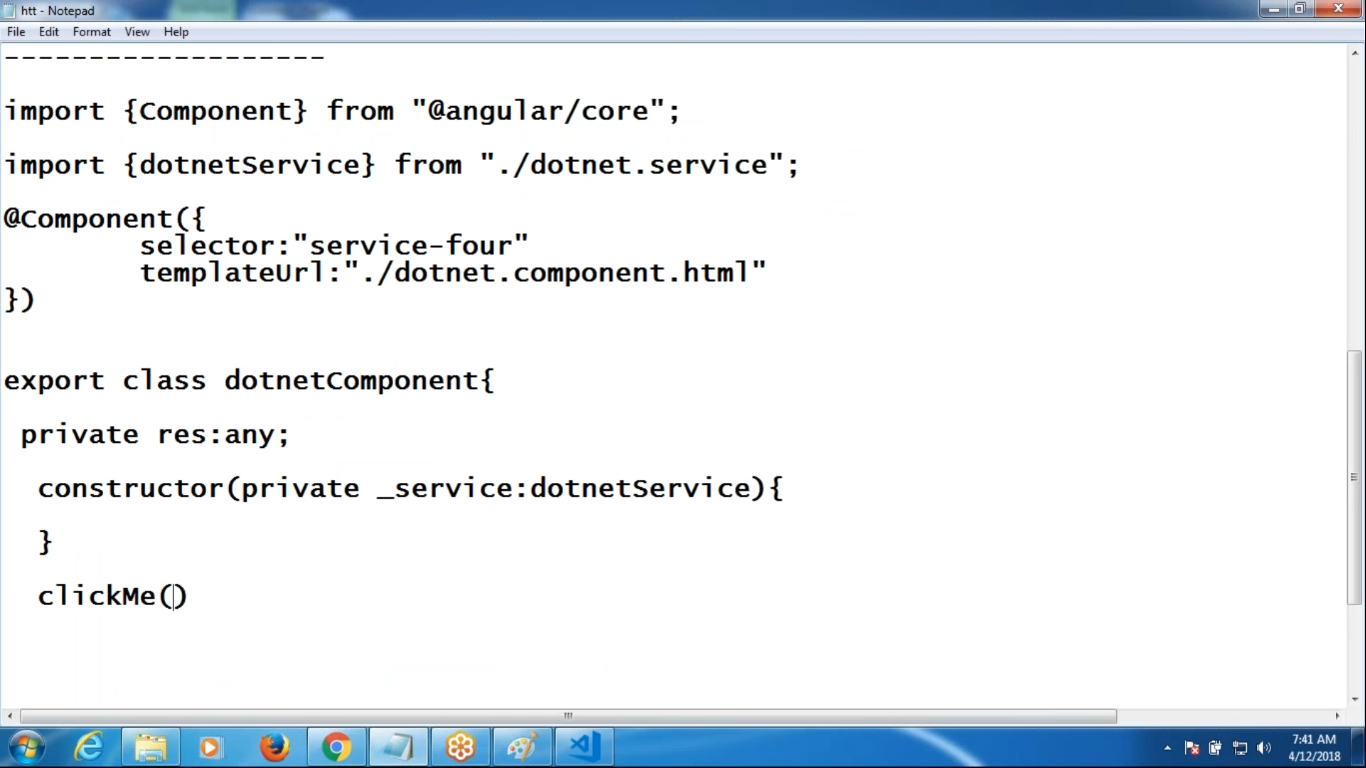 htt - Notepad
File Edit Format View Help
-------------------
import {Component} from "@angular/core";
import {dotnetService} from "./dotnet.service";
@Component({
selector:"service-four"
templateUrl:"./dotnet.component.html"
})
export class dotnetComponent{
private res:any;
constructor(private _service:dotnetService){
}
clickMe()
7:41 AM
4/12/2018